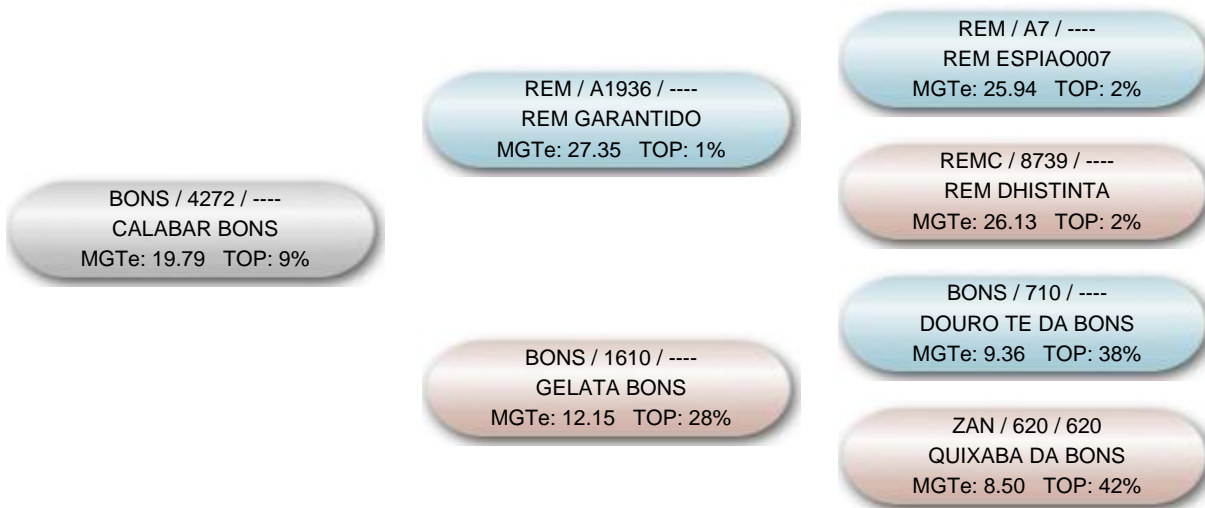 BONS / 4272 / ----
CALABAR BONS
MGTe: 19.79 TOP: 9%
REM / A1936 / ----
REM GARANTIDO
MGTe: 27.35 TOP: 1%
BONS / 1610 / ----
GELATA BONS
MGTe: 12.15 TOP: 28%
REM / A7 / ----
REM ESPIAO007
MGTe: 25.94 TOP: 2%
REMC / 8739 / ----
REM DHISTINTA
MGTe: 26.13 TOP: 2%
BONS / 710 / ----
DOURO TE DA BONS
MGTe: 9.36 TOP: 38%
ZAN / 620 / 620
QUIXABA DA BONS
MGTe: 8.50 TOP: 42%